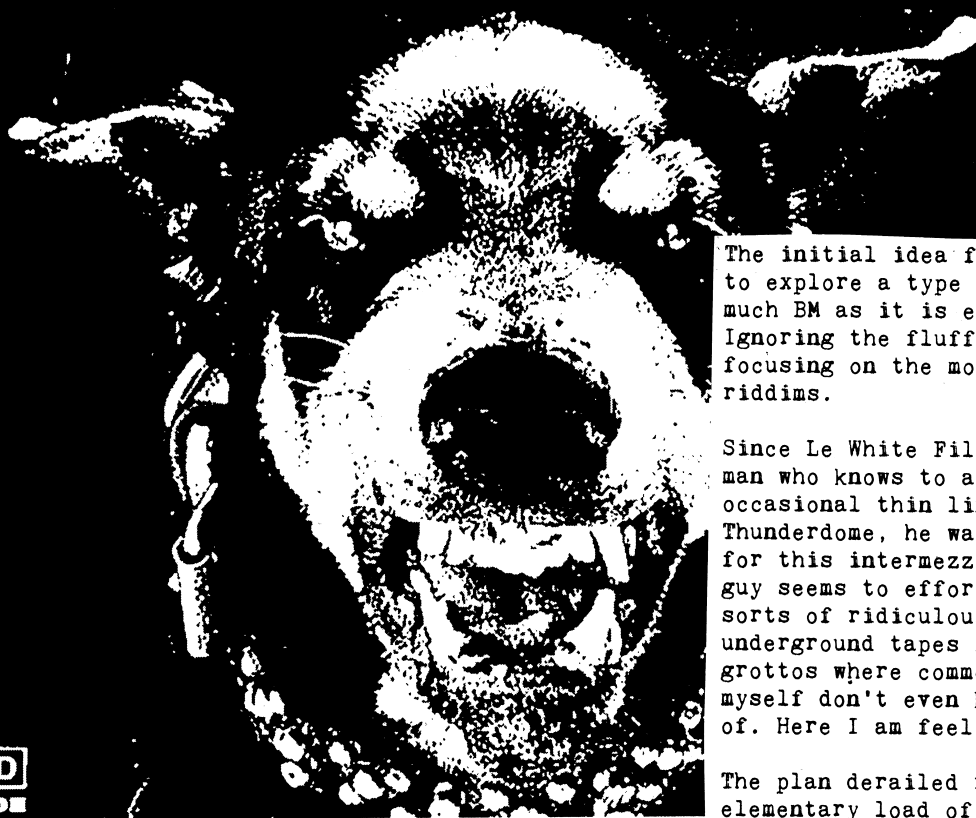 The initial idea f
to explore a type
much BM as it is e
Ignoring the fluff
focusing on the mo
riddims.
Since Le White Fil
man who knows to a
occasional thin li
Thunderdome, he wa
for this intermezz
guy seems to effor
sorts of ridiculou
underground tapes
grottos where comm
myself don't even
of. Here I am feel
The plan derailed
elementary load of
D